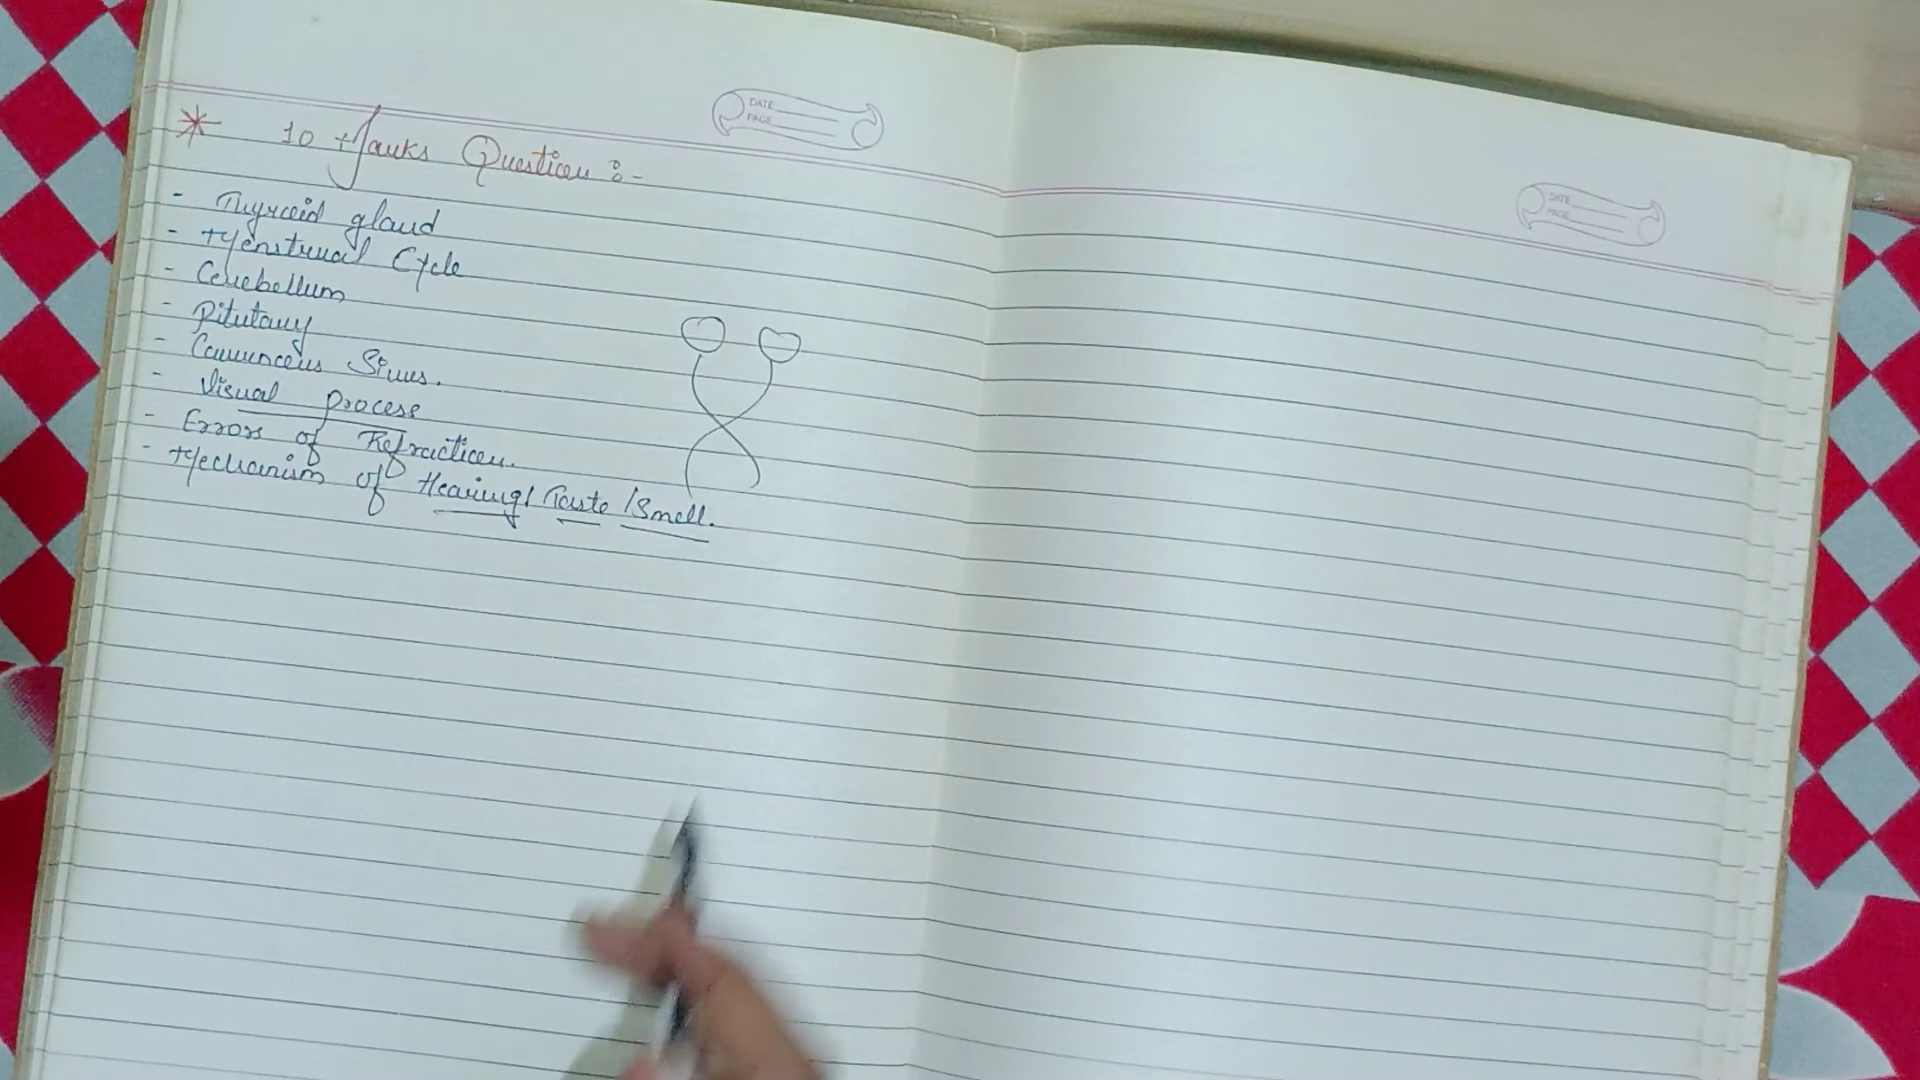 DATE
PAGE
* 10 Marks Question :-
- Thyroid gland
- Menstrual Cycle
- Cerebellum
- Pitutary
- Cavernous Sinus.
- Visual process
- Errors of Refraction.
- Mechanism of Hearing/ Taste /Smell.
DATE
PAGE